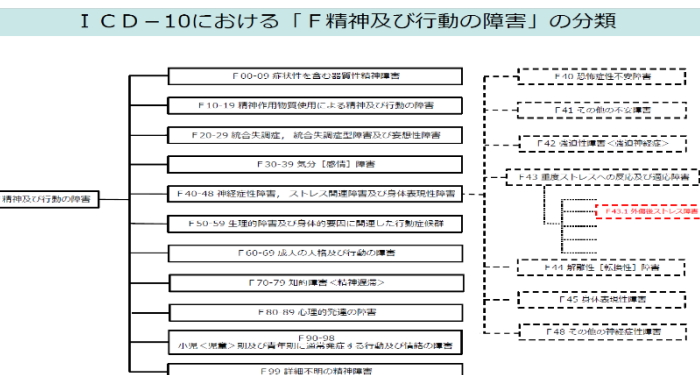 ＩＣＤ－10における「Ｆ精神及び行動の障害」の分類
精神及び行動の障害
Ｆ00-09 症状性を含む器質性精神障害
Ｆ10-19 精神作用物質使用による精神及び行動の障害
Ｆ20-29 統合失調症，統合失調症型障害及び妄想性障害
Ｆ30-39 気分［感情］障害
Ｆ40-48 神経症性障害，ストレス関連障害及び身体表現性障害
Ｆ50-59 生理的障害及び身体的要因に関連した行動症候群
Ｆ60-69 成人の人格及び行動の障害
Ｆ70-79 知的障害＜精神遅滞＞
Ｆ80-89 心理的発達の障害
Ｆ90-98
小児＜児童＞期及び青年期に通常発症する行動及び情緒の障害
Ｆ99 詳細不明の精神障害
Ｆ40 恐怖症性不安障害
Ｆ41 その他の不安障害
Ｆ42 強迫性障害＜強迫神経症＞
Ｆ43 重度ストレスへの反応及び適応障害
Ｆ43.1 外傷後ストレス障害
Ｆ44 解離性［転換性］障害
Ｆ45 身体表現性障害
Ｆ48 その他の神経症性障害